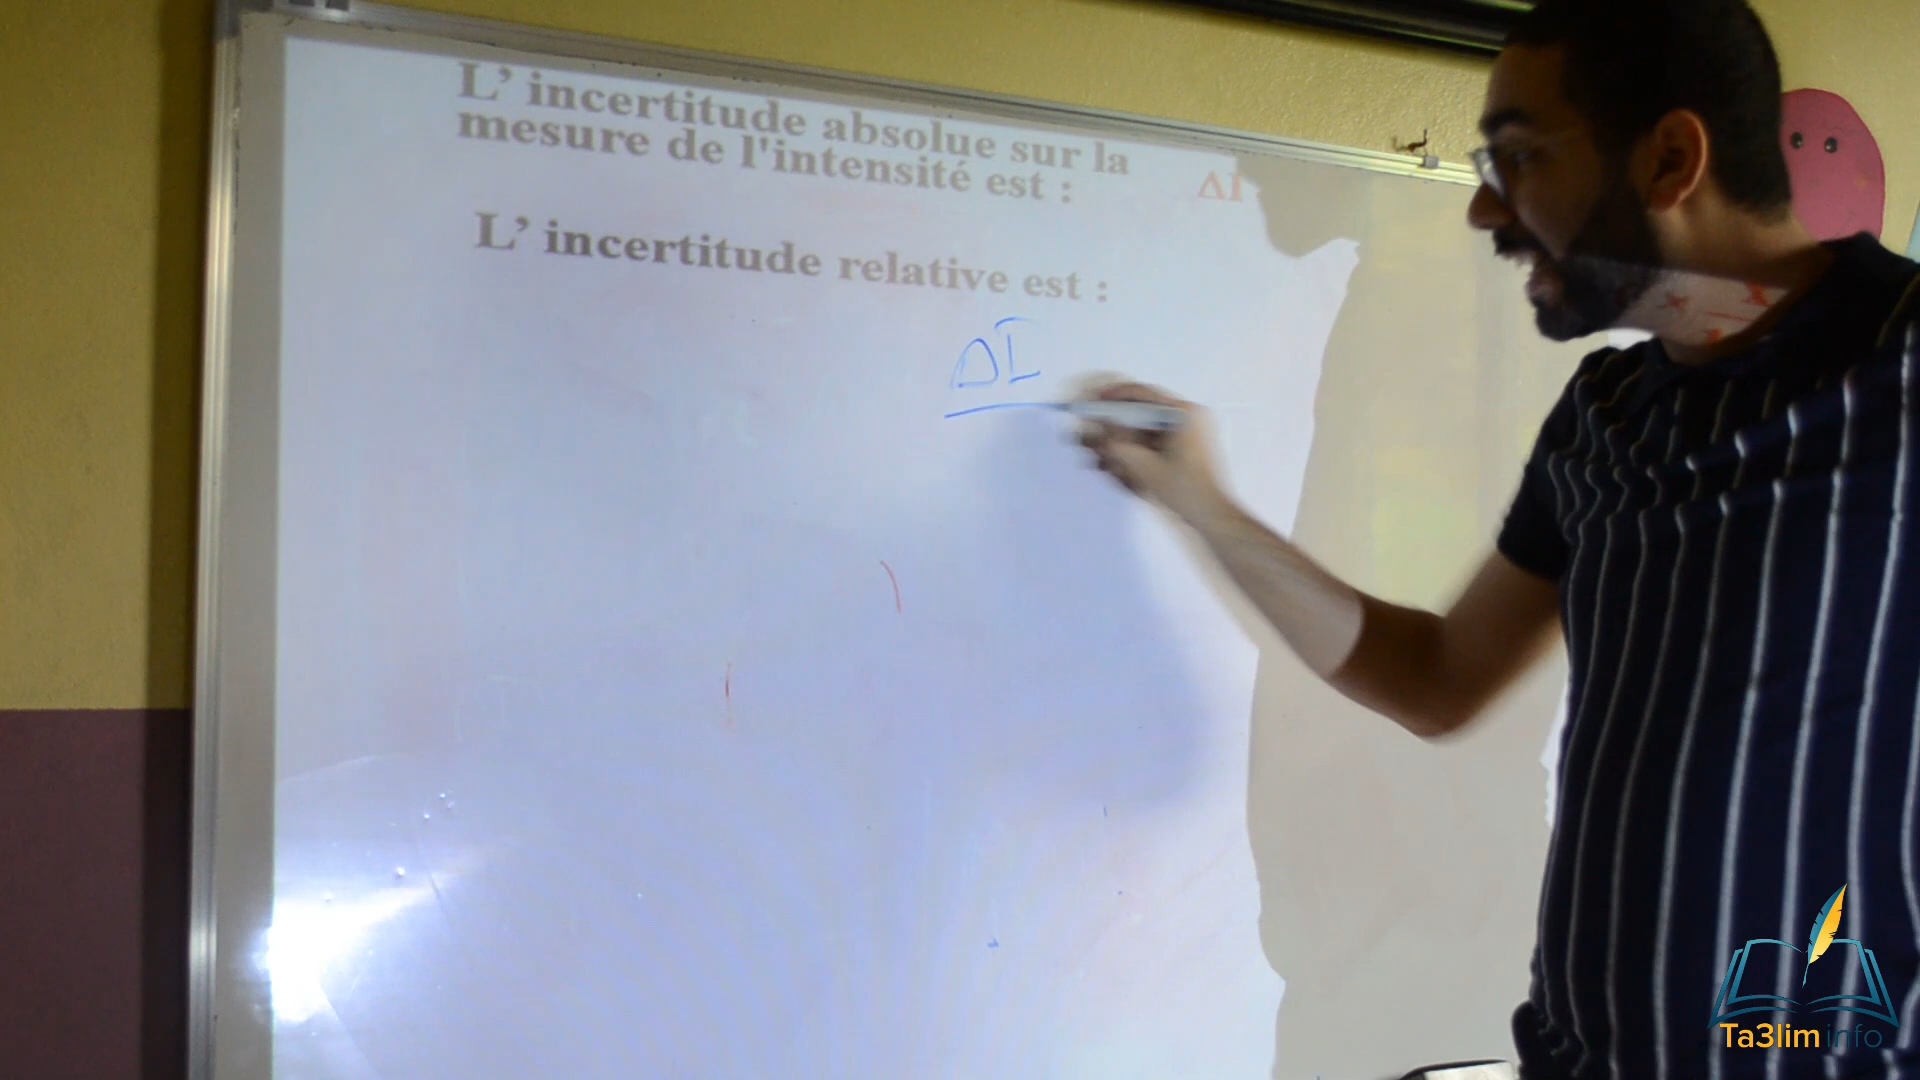 L' incertitude absolue sur la
mesure de l'intensité est : ΔI
L' incertitude relative est :
ΔI
Ta3lim info